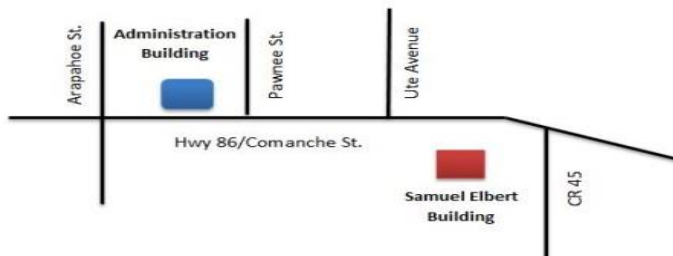 Arapahoe St.
Administration
Building
Pawnee St.
Ute Avenue
Hwy 86/Comanche St.
Samuel Elbert
Building
CR 45